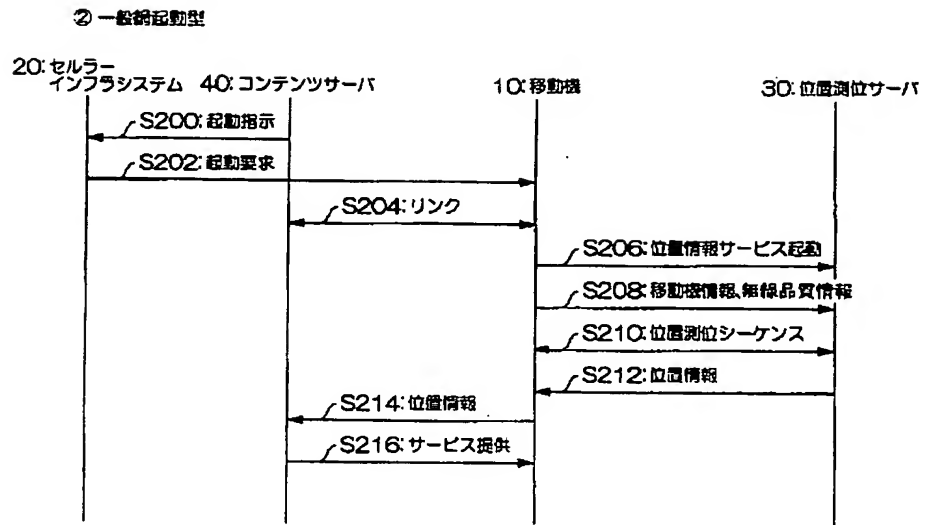 ② 一般網起動型
20:セルラー
インフラシステム 40:コンテンツサーバ 10:移動機 30:位置測位サーバ
S200:起動指示
S202:起動要求
S204:リンク
S206:位置情報サービス起動
S208:移動機情報、無線品質情報
S210:位置測位シーケンス
S212:位置情報
S214:位置情報
S216:サービス提供